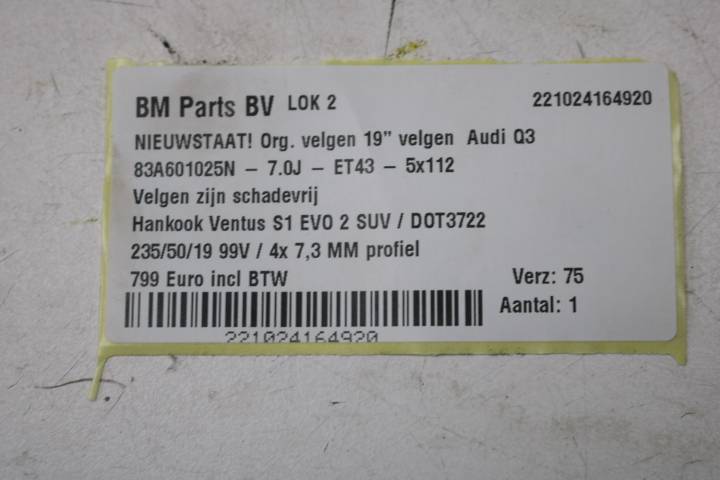 BM Parts BV LOK 2 221024164920
NIEUWSTAAT! Org. velgen 19" velgen Audi Q3
83A601025N - 7.0J - ET43 - 5x112
Velgen zijn schadevrij
Hankook Ventus S1 EVO 2 SUV / DOT3722
235/50/19 99V / 4x 7,3 MM profiel
799 Euro incl BTW Verz: 75
Aantal: 1
221024164920